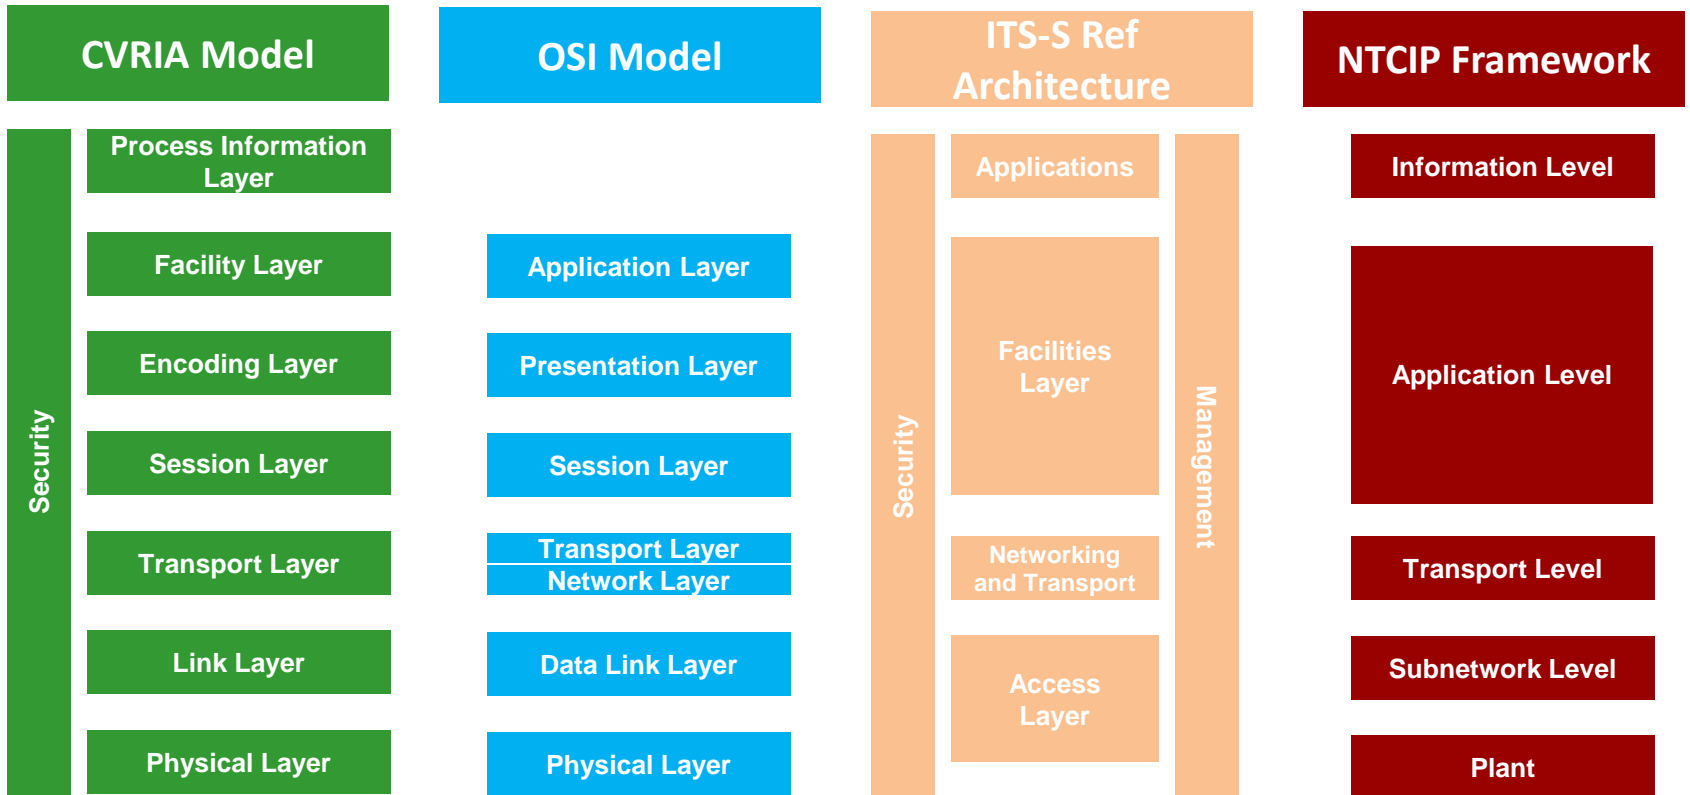 CVRIA Model
Security
Process Information
Layer
Facility Layer
Encoding Layer
Session Layer
Transport Layer
Link Layer
Physical Layer
OSI Model
Application Layer
Presentation Layer
Session Layer
Transport Layer
Network Layer
Data Link Layer
Physical Layer
ITS-S Ref
Architecture
Security
Applications
Facilities
Layer
Networking
and Transport
Access
Layer
Management
NTCIP Framework
Information Level
Application Level
Transport Level
Subnetwork Level
Plant